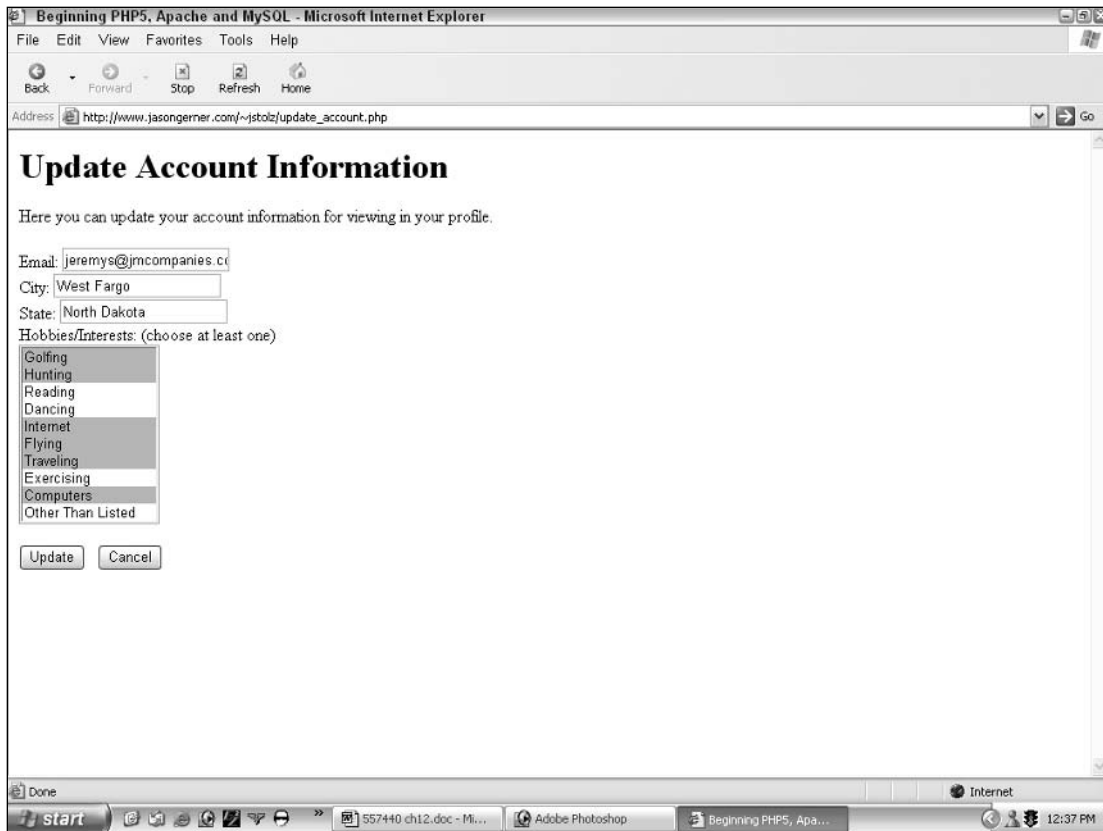 Beginning PHP5, Apache and MySQL - Microsoft Internet Explorer
File Edit View Favorites Tools Help
Back Forward Stop Refresh Home
Address http://www.jasongerner.com/~jstolz/update_account.php Go
Update Account Information
Here you can update your account information for viewing in your profile.
Email: jeremys@jmcompanies.co
City: West Fargo
State: North Dakota
Hobbies/Interests: (choose at least one)
Golfing
Hunting
Reading
Dancing
Internet
Flying
Traveling
Exercising
Computers
Other Than Listed
Update Cancel
Done Internet
start » 557440 ch12.doc - Mi... Adobe Photoshop Beginning PHP5, Apa... 12:37 PM